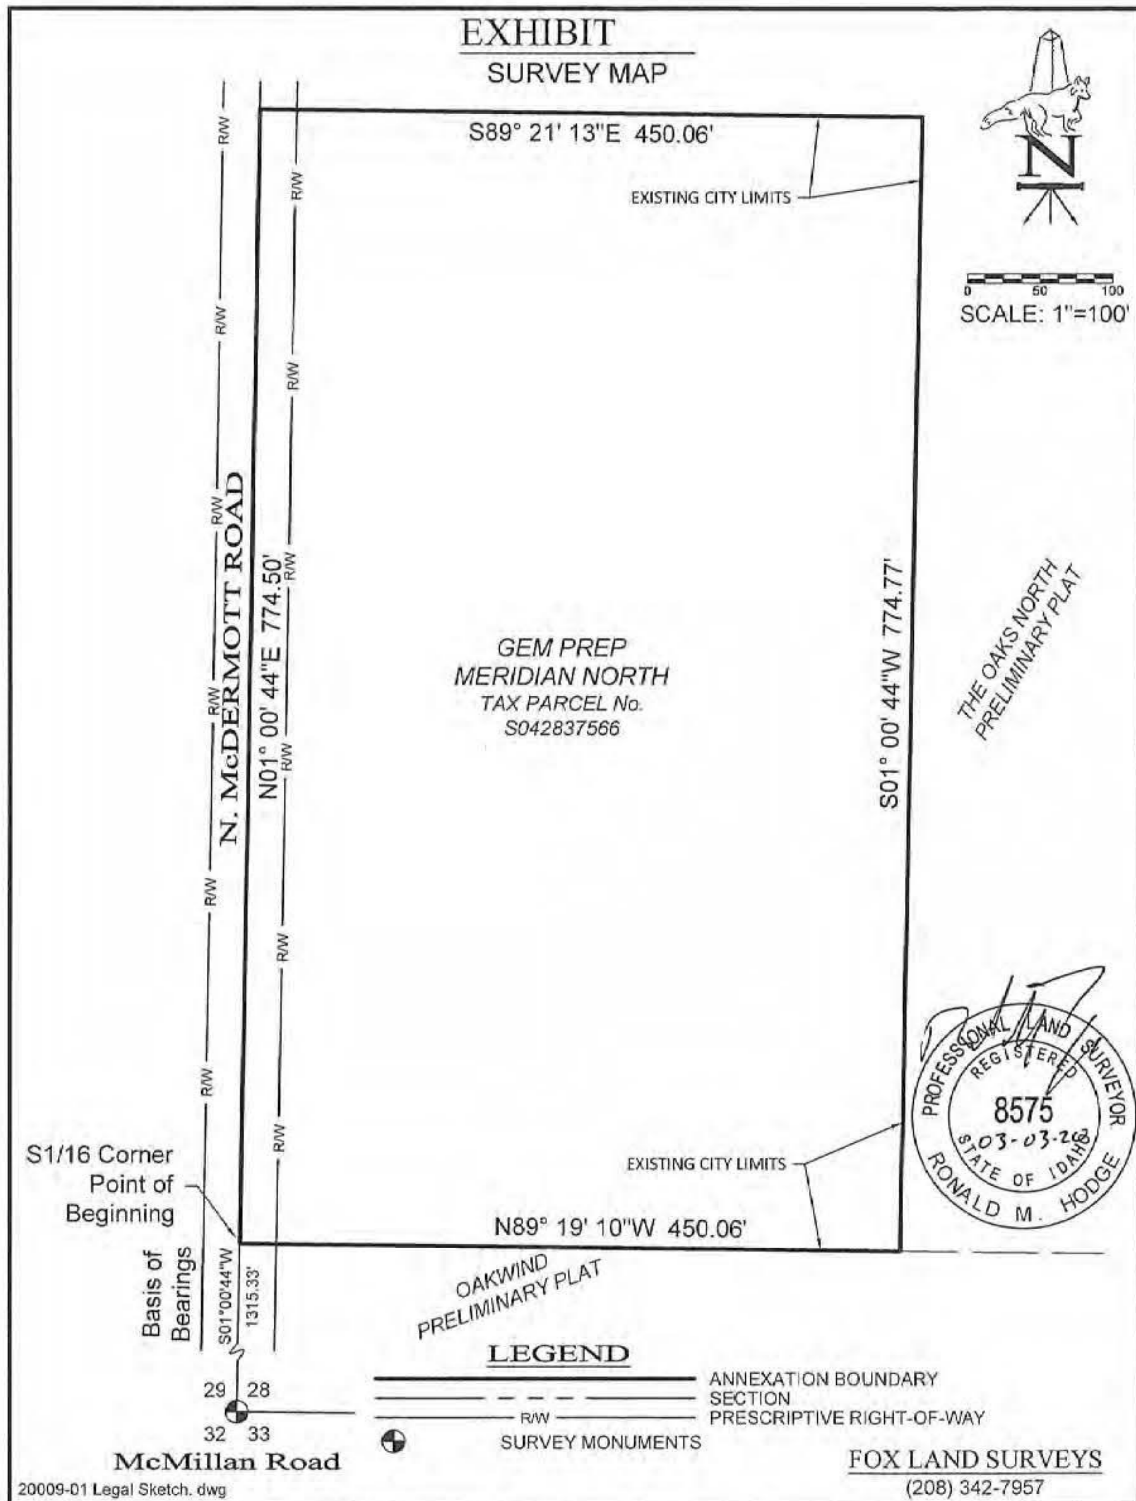 EXHIBIT
SURVEY MAP
S89° 21' 13"E 450.06'
R/W
R/W
EXISTING CITY LIMITS
N
0 50 100
SCALE: 1"=100'
R/W
R/W
R/W
R/W
N. McDERMOTT ROAD
N01° 00' 44"E 774.50'
S01° 00' 44"W 774.77'
THE OAKS NORTH
PRELIMINARY PLAT
GEM PREP
MERIDIAN NORTH
TAX PARCEL No.
S042837566
R/W
R/W
R/W
R/W
R/W
R/W
PROFESSIONAL LAND SURVEYOR
REGISTERED
8575
03-03-20
STATE OF IDAHO
RONALD M. HODGE
S1/16 Corner
Point of
Beginning
EXISTING CITY LIMITS
N89° 19' 10"W 450.06'
Basis of
Bearings
S01°00'44"W
1315.33'
OAKWIND
PRELIMINARY PLAT
LEGEND
ANNEXATION BOUNDARY
SECTION
R/W PRESCRIPTIVE RIGHT-OF-WAY
SURVEY MONUMENTS
29 28
32 33
McMillan Road
FOX LAND SURVEYS
(208) 342-7957
20009-01 Legal Sketch. dwg